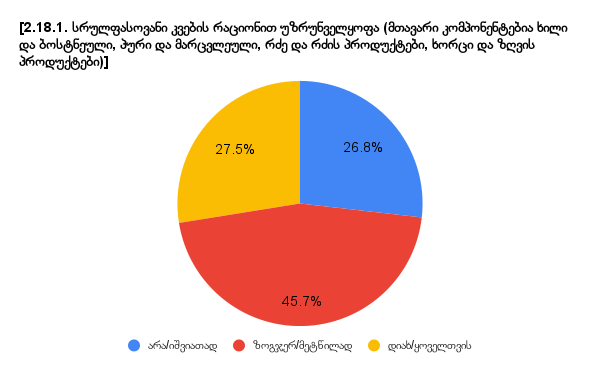 [2.18.1. სრულფასოვანი კვების რაციონით უზრუნველყოფა (მთავარი კომპონენტებია ხილი
და ბოსტნეული, პური და მარცვლეული, რძე და რძის პროდუქტები, ხორცი და ზღვის
პროდუქტები)]
27.5%
26.8%
45.7%
არა/იშვიათად
ზოგჯერ/მეტწილად
დიახ/ყოველთვის